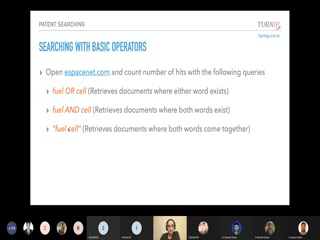 PATENT SEARCHING
TURNIP
turnip.co.in
SEARCHING WITH BASIC OPERATORS
Open espacenet.com and count number of hits with the following queries
fuel OR cell (Retrieves documents where either word exists)
fuel AND cell (Retrieves documents where both words exist)
"fuel cell" (Retrieves documents where both words come together)